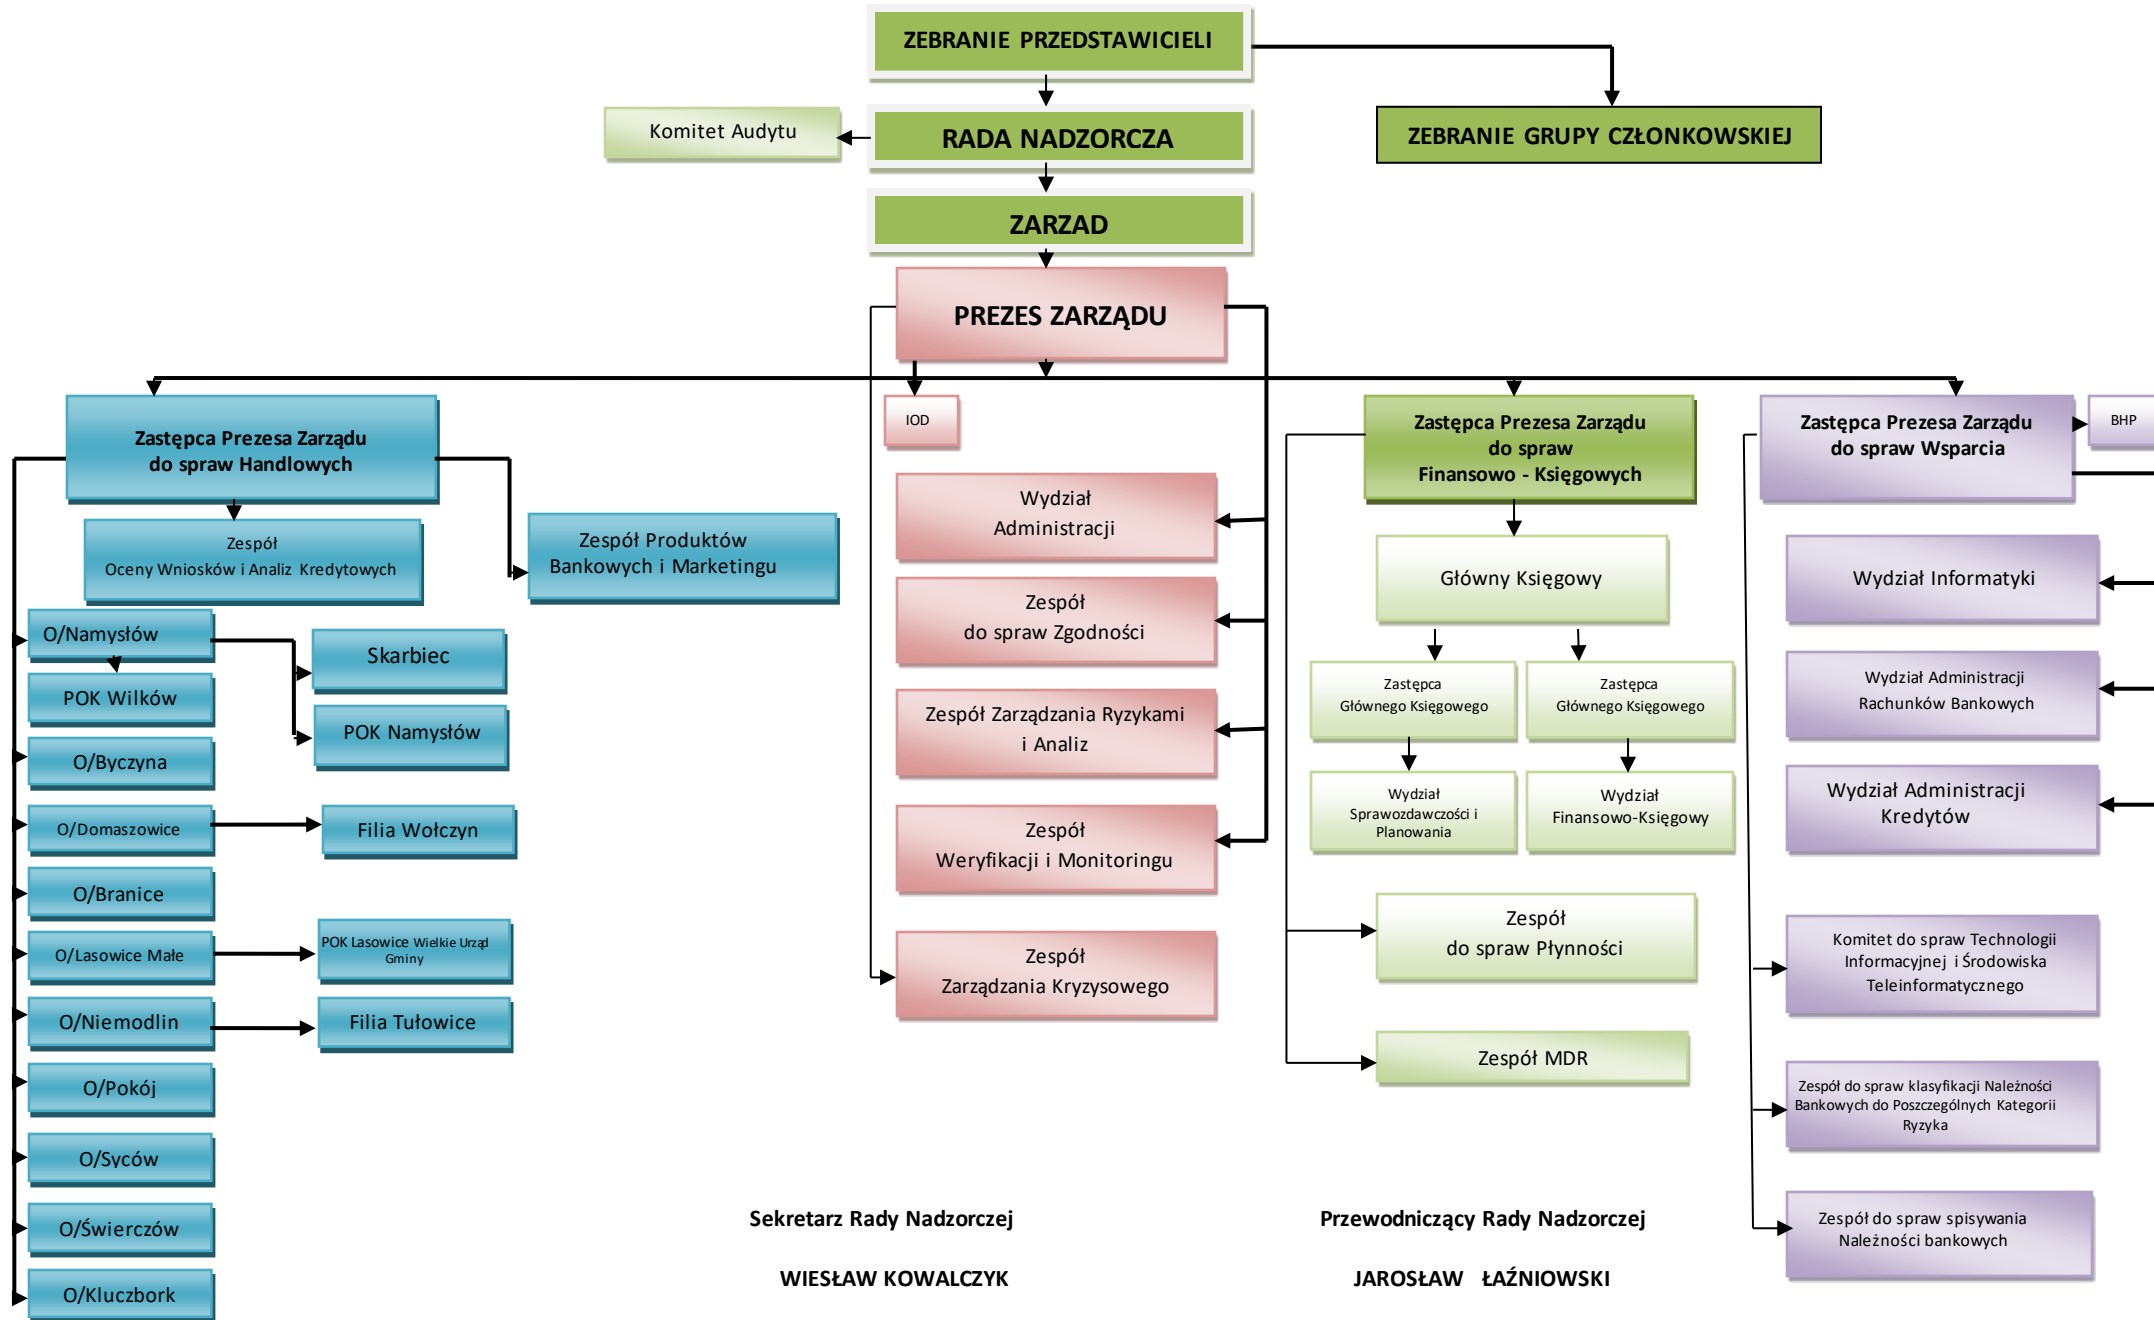 ZEBRANIE PRZEDSTAWICIELI
Komitet Audytu
RADA NADZORCZA
ZEBRANIE GRUPY CZŁONKOWSKIEJ
ZARZAD
PREZES ZARZĄDU
Zastępca Prezesa Zarządu
do spraw Handlowych
Zespół
Oceny Wniosków i Analiz Kredytowych
Zespół Produktów
Bankowych i Marketingu
O/Namysłów
Skarbiec
POK Wilków
POK Namysłów
O/Byczyna
O/Domaszowice
Filia Wołczyn
O/Branice
O/Lasowice Małe
POK Lasowice Wielkie Urząd
Gminy
O/Niemodlin
Filia Tułowice
O/Pokój
O/Syców
O/Świerczów
O/Kluczbork
IOD
Wydział
Administracji
Zespół
do spraw Zgodności
Zespół Zarządzania Ryzykami
i Analiz
Zespół
Weryfikacji i Monitoringu
Zespół
Zarządzania Kryzysowego
Zastępca Prezesa Zarządu
do spraw
Finansowo - Księgowych
Główny Księgowy
Zastępca
Głównego Księgowego
Zastępca
Głównego Księgowego
Wydział
Sprawozdawczości i
Planowania
Wydział
Finansowo-Księgowy
Zespół
do spraw Płynności
Zespół MDR
Zastępca Prezesa Zarządu
do spraw Wsparcia
BHP
Wydział Informatyki
Wydział Administracji
Rachunków Bankowych
Wydział Administracji
Kredytów
Komitet do spraw Technologii
Informacyjnej i Środowiska
Teleinformatycznego
Zespół do spraw klasyfikacji Należności
Bankowych do Poszczególnych Kategorii
Ryzyka
Zespół do spraw spisywania
Należności bankowych
Sekretarz Rady Nadzorczej
WIESŁAW KOWALCZYK
Przewodniczący Rady Nadzorczej
JAROSŁAW ŁAŹNIOWSKI